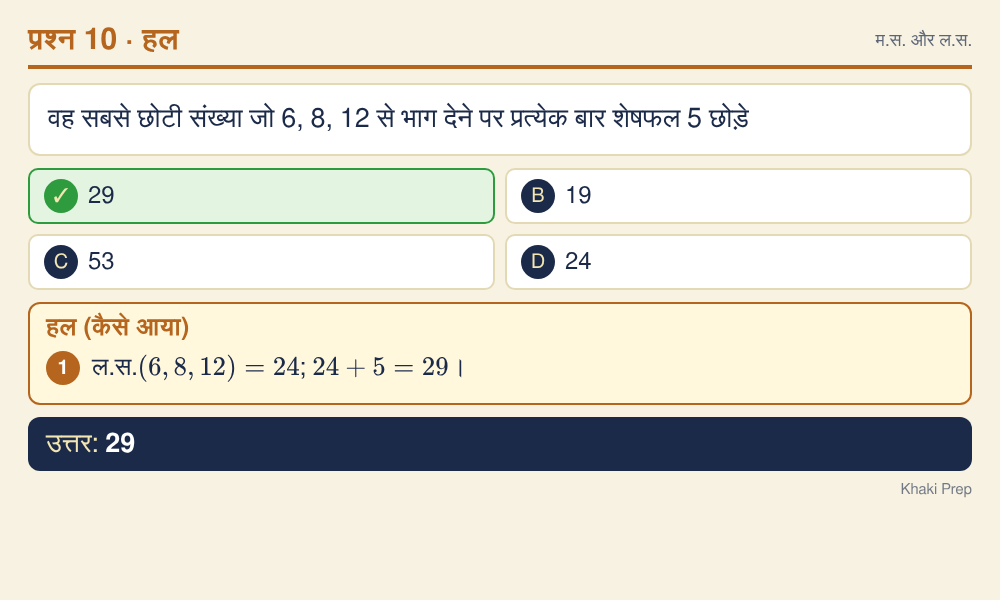 प्रश्न 10 · हल
म.स. और ल.स.
वह सबसे छोटी संख्या जो 6, 8, 12 से भाग देने पर प्रत्येक बार शेषफल 5 छोड़े
✓ 29
B 19
C 53
D 24
हल (कैसे आया)
1 ल.स.(6, 8, 12) = 24; 24 + 5 = 29।
उत्तर: 29
Khaki Prep